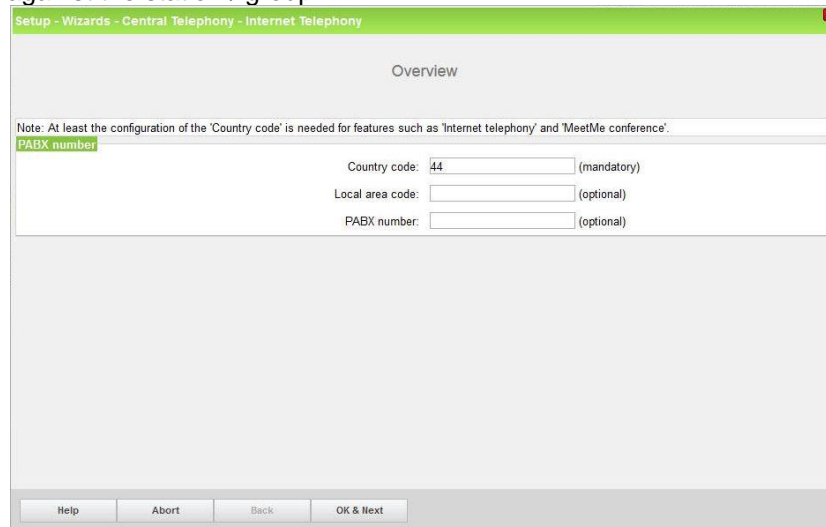 Setup - Wizards - Central Telephony - Internet Telephony
Overview
Note: At least the configuration of the 'Country code' is needed for features such as 'Internet telephony' and 'MeetMe conference'.
PABX number
Country code: 44 (mandatory)
Local area code: (optional)
PABX number: (optional)
Help Abort Back OK & Next